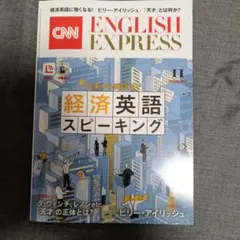 経済英語に強くなる!｜ビリー・アイリッシュ｜「天才」とは何か?
CNN
ENGLISH
EXPRESS
11
経済英語
スピーキング
ダ・ヴィンチ、レノン etc.
「天才」の正体とは?
ビリー・アイリッシュ